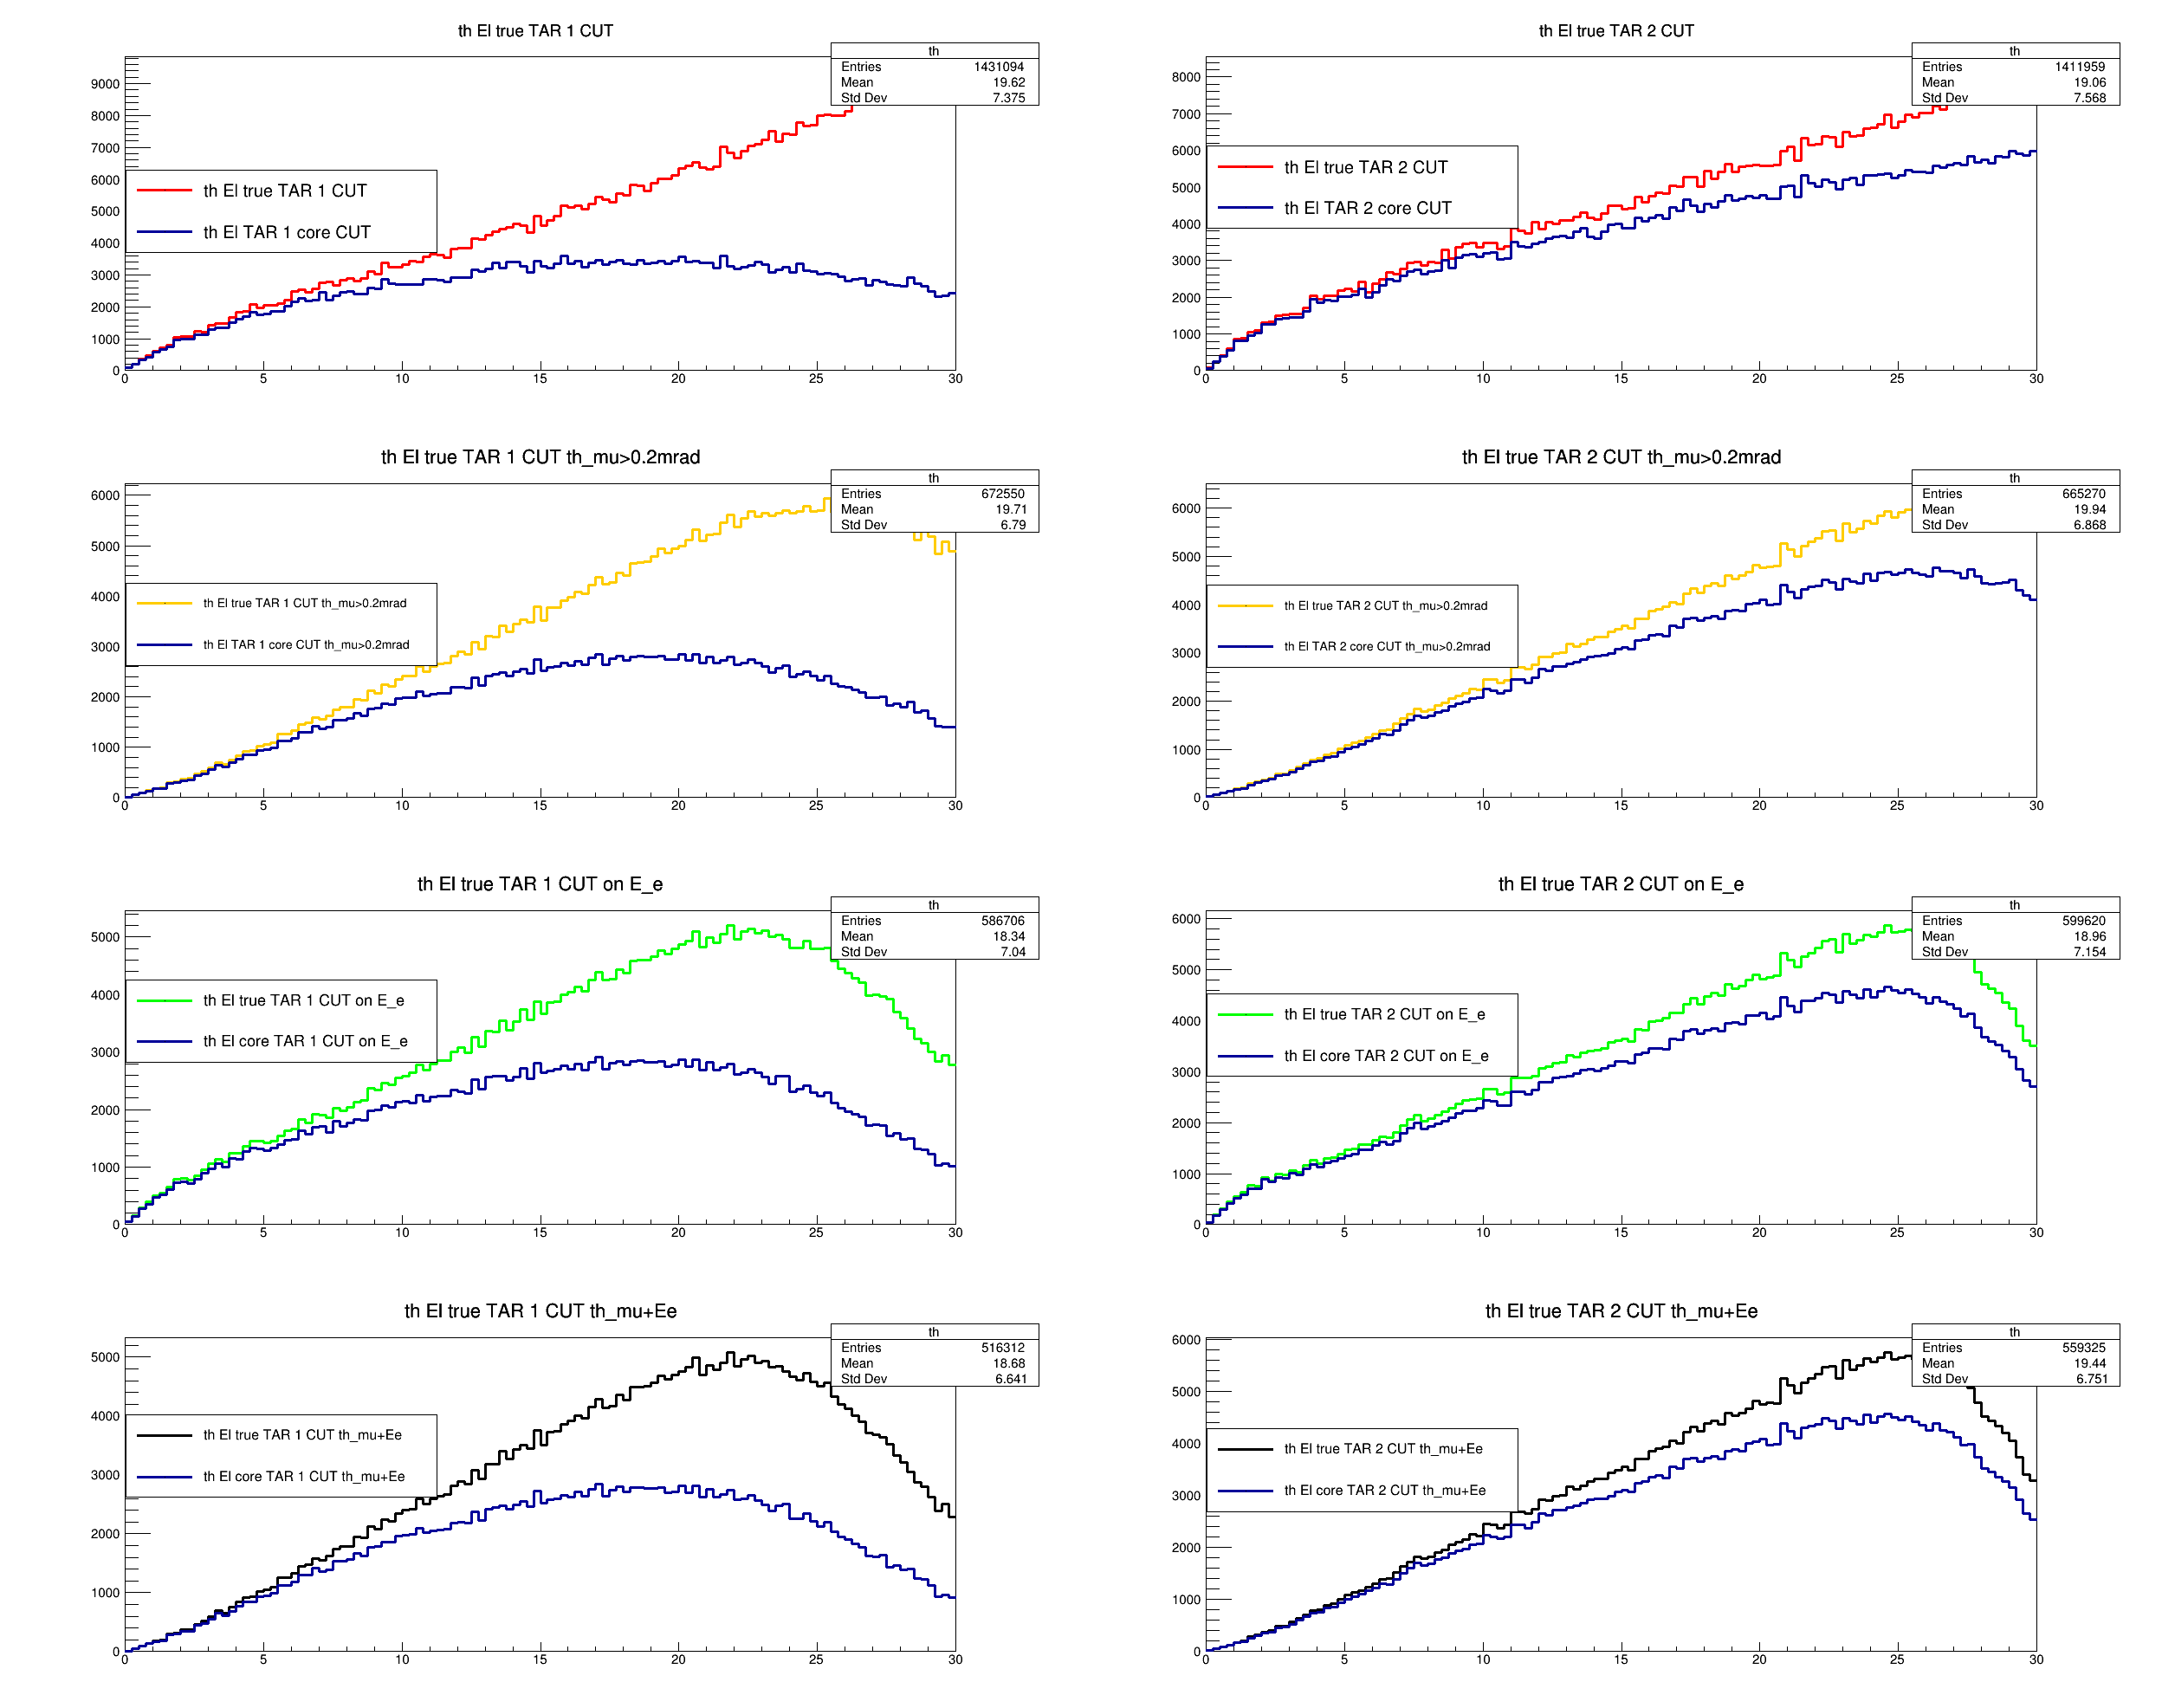 th El true TAR 1 CUT
th
Entries 1431094
Mean 19.62
Std Dev 7.375
9000
8000
7000
6000
5000
4000
3000
2000
1000
0
th El true TAR 1 CUT
th El TAR 1 core CUT
0 5 10 15 20 25 30
th El true TAR 2 CUT
th
Entries 1411959
Mean 19.06
Std Dev 7.568
8000
7000
6000
5000
4000
3000
2000
1000
0
th El true TAR 2 CUT
th El TAR 2 core CUT
0 5 10 15 20 25 30
th El true TAR 1 CUT th_mu>0.2mrad
th
Entries 672550
Mean 19.71
Std Dev 6.79
6000
5000
4000
3000
2000
1000
0
th El true TAR 1 CUT th_mu>0.2mrad
th El TAR 1 core CUT th_mu>0.2mrad
0 5 10 15 20 25 30
th El true TAR 2 CUT th_mu>0.2mrad
th
Entries 665270
Mean 19.94
Std Dev 6.868
6000
5000
4000
3000
2000
1000
0
th El true TAR 2 CUT th_mu>0.2mrad
th El TAR 2 core CUT th_mu>0.2mrad
0 5 10 15 20 25 30
th El true TAR 1 CUT on E_e
th
Entries 586706
Mean 18.34
Std Dev 7.04
5000
4000
3000
2000
1000
0
th El true TAR 1 CUT on E_e
th El core TAR 1 CUT on E_e
0 5 10 15 20 25 30
th El true TAR 2 CUT on E_e
th
Entries 599620
Mean 18.96
Std Dev 7.154
6000
5000
4000
3000
2000
1000
0
th El true TAR 2 CUT on E_e
th El core TAR 2 CUT on E_e
0 5 10 15 20 25 30
th El true TAR 1 CUT th_mu+Ee
th
Entries 516312
Mean 18.68
Std Dev 6.641
5000
4000
3000
2000
1000
0
th El true TAR 1 CUT th_mu+Ee
th El core TAR 1 CUT th_mu+Ee
0 5 10 15 20 25 30
th El true TAR 2 CUT th_mu+Ee
th
Entries 559325
Mean 19.44
Std Dev 6.751
6000
5000
4000
3000
2000
1000
0
th El true TAR 2 CUT th_mu+Ee
th El core TAR 2 CUT th_mu+Ee
0 5 10 15 20 25 30